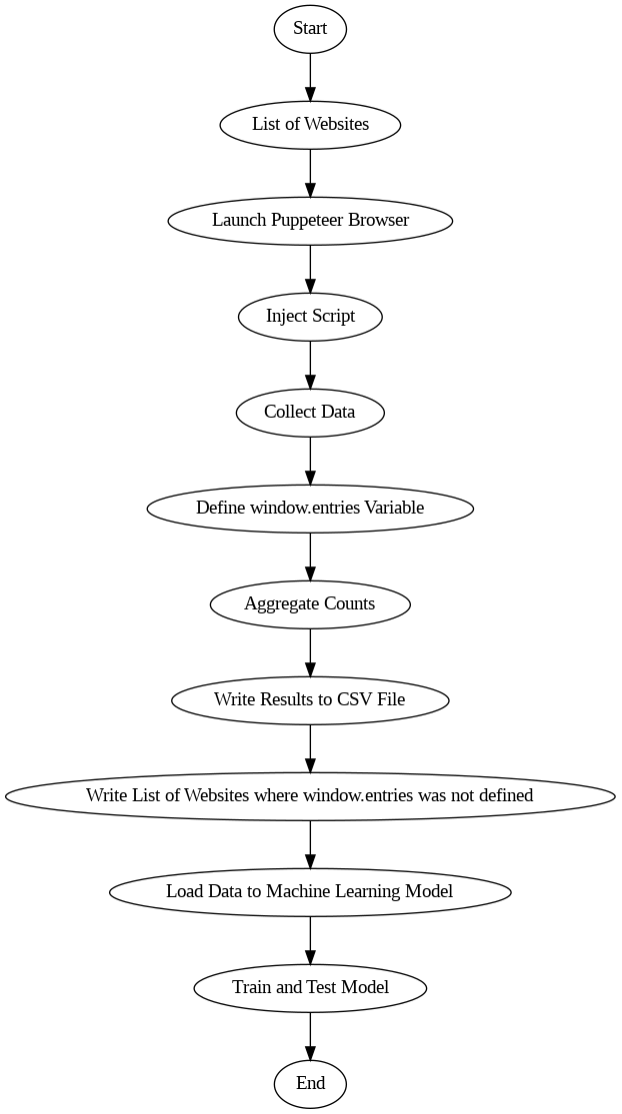 Start
List of Websites
Launch Puppeteer Browser
Inject Script
Collect Data
Define window.entries Variable
Aggregate Counts
Write Results to CSV File
Write List of Websites where window.entries was not defined
Load Data to Machine Learning Model
Train and Test Model
End